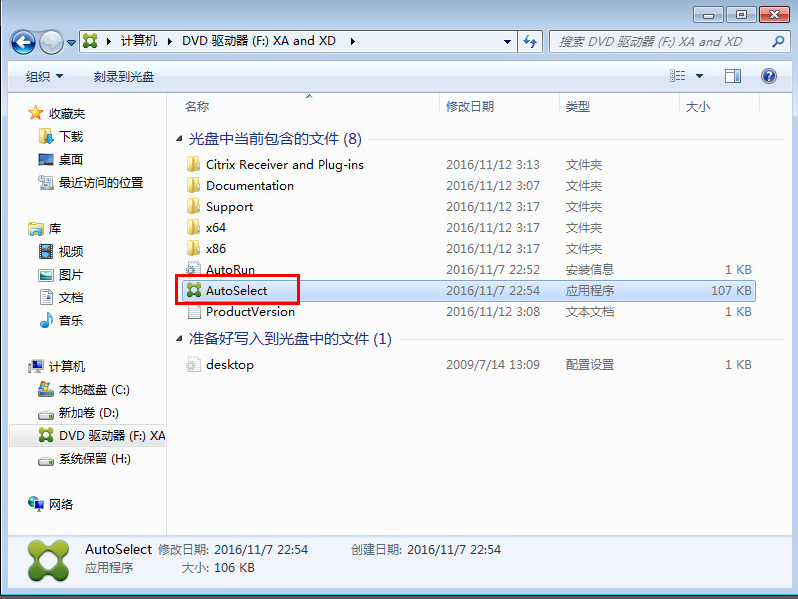 计算机 DVD 驱动器 (F:) XA and XD 搜索 DVD 驱动器 (F:) XA and XD
组织 刻录到光盘
收藏夹
下载
桌面
最近访问的位置
库
视频
图片
文档
音乐
计算机
本地磁盘 (C:)
新加卷 (D:)
DVD 驱动器 (F:) XA
系统保留 (H:)
网络
名称 修改日期 类型 大小
光盘中当前包含的文件 (8)
Citrix Receiver and Plug-ins 2016/11/12 3:13 文件夹
Documentation 2016/11/12 3:07 文件夹
Support 2016/11/12 3:17 文件夹
x64 2016/11/12 3:17 文件夹
x86 2016/11/12 3:17 文件夹
AutoRun 2016/11/7 22:52 安装信息 1 KB
AutoSelect 2016/11/7 22:54 应用程序 107 KB
ProductVersion 2016/11/12 3:08 文本文档 1 KB
准备好写入到光盘中的文件 (1)
desktop 2009/7/14 13:09 配置设置 1 KB
AutoSelect 修改日期: 2016/11/7 22:54 创建日期: 2016/11/7 22:54
应用程序 大小: 106 KB